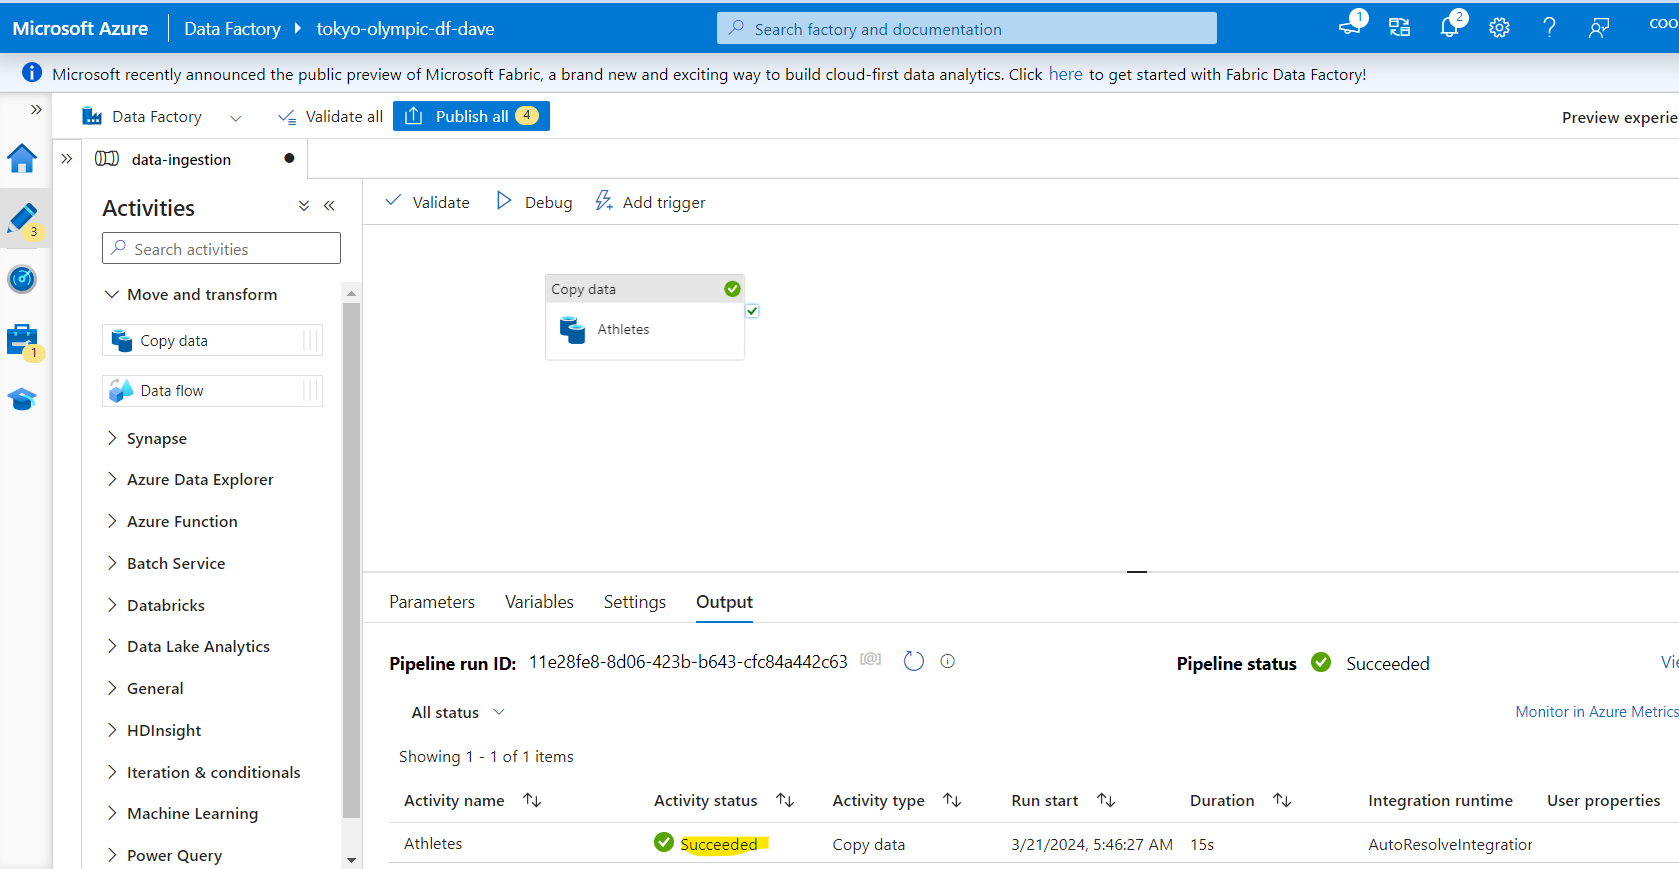 Microsoft Azure Data Factory tokyo-olympic-df-dave Search factory and documentation 1 2 COO
Microsoft recently announced the public preview of Microsoft Fabric, a brand new and exciting way to build cloud-first data analytics. Click here to get started with Fabric Data Factory!
Data Factory Validate all Publish all 4 Preview experie
data-ingestion
Activities
Validate Debug Add trigger
3
Search activities
Move and transform
Copy data
Athletes
Copy data
1
Data flow
Synapse
Azure Data Explorer
Azure Function
Batch Service
Databricks
Data Lake Analytics
General
HDInsight
Iteration & conditionals
Machine Learning
Power Query
Parameters Variables Settings Output
Pipeline run ID: 11e28fe8-8d06-423b-b643-cfc84a442c63 [@] Pipeline status Succeeded Vie
All status
Monitor in Azure Metrics
Showing 1 - 1 of 1 items
Activity name Activity status Activity type Run start Duration Integration runtime User properties
Athletes Succeeded Copy data 3/21/2024, 5:46:27 AM 15s AutoResolveIntegration